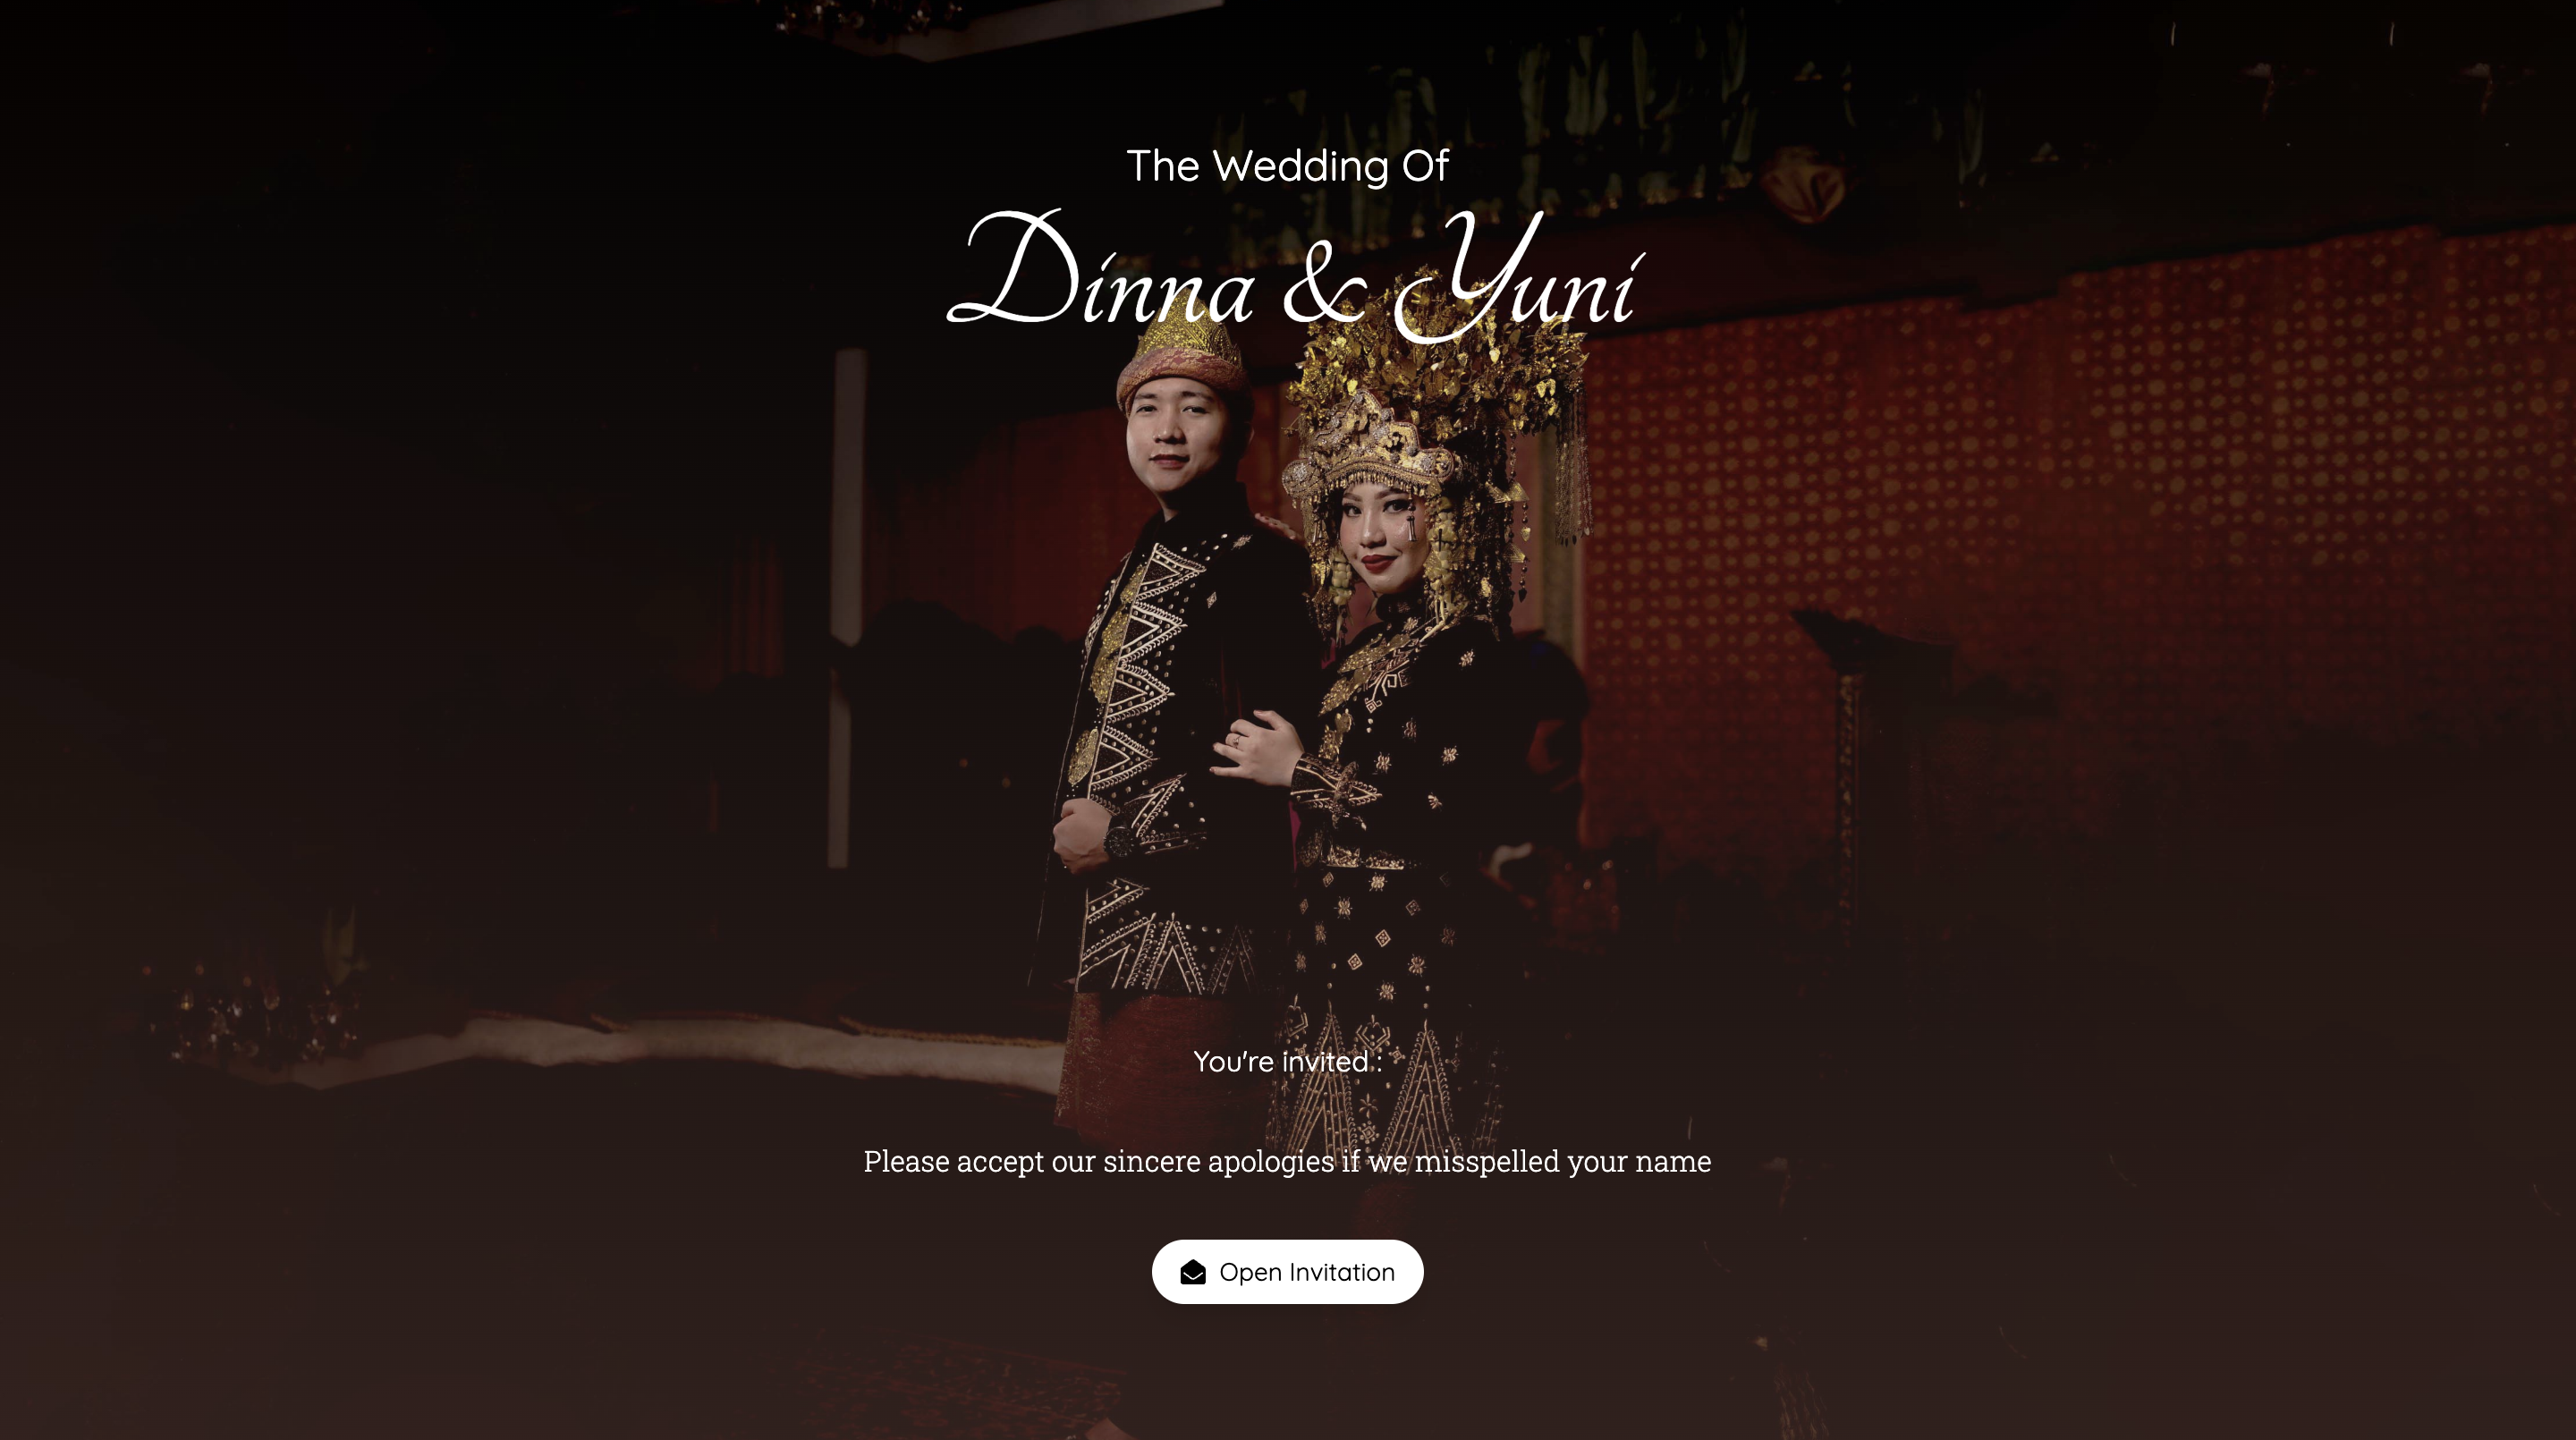 The Wedding Of
Dinna & Yuni
You're invited :
Please accept our sincere apologies if we misspelled your name
Open Invitation